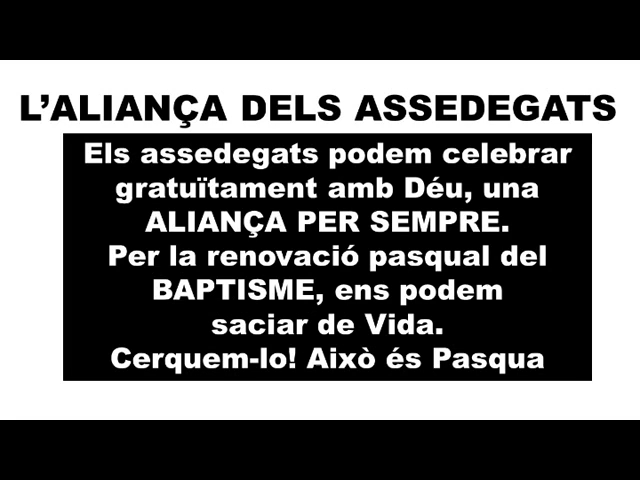 L’ALIANÇA DELS ASSEDEGATS
Els assedegats podem celebrar
gratuïtament amb Déu, una
ALIANÇA PER SEMPRE.
Per la renovació pasqual del
BAPTISME, ens podem
saciar de Vida.
Cerquem-lo! Això és Pasqua